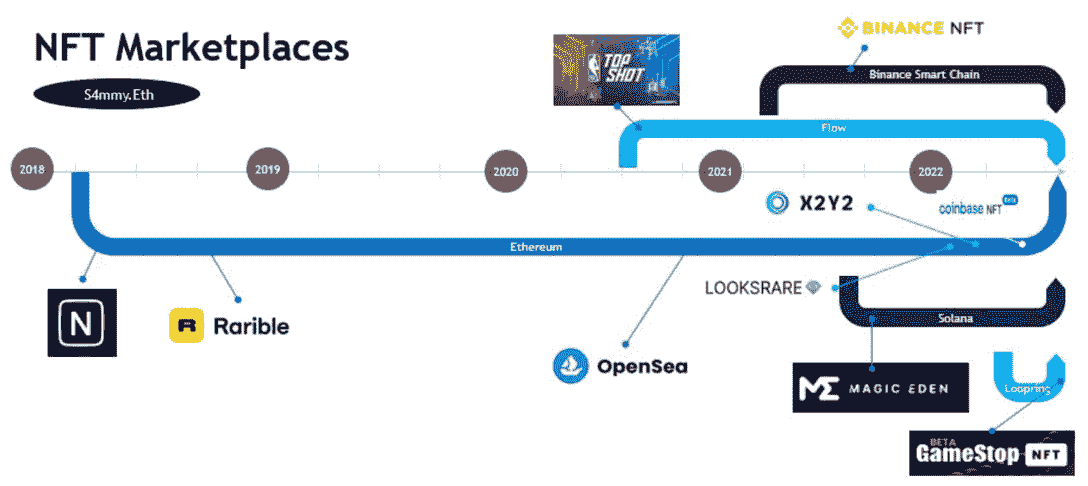 NFT Marketplaces
S4mmy.Eth
TOP
SHOT
BINANCE NFT
Binance Smart Chain
Flow
2018
2019
2020
2021
2022
X2Y2
coinbase NFT
Beta
Ethereum
LOOKSRARE
N
R
Rarible
OpenSea
Solana
ME MAGIC EDEN
Loopring
BETA
GameStop NFT